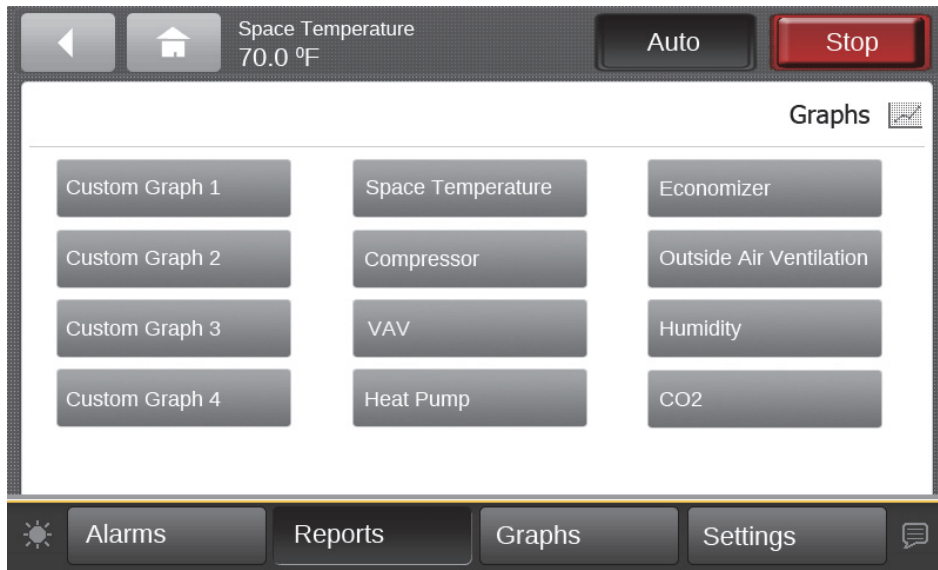 Space Temperature
70.0 ºF
Auto
Stop
Graphs
Custom Graph 1
Space Temperature
Economizer
Custom Graph 2
Compressor
Outside Air Ventilation
Custom Graph 3
VAV
Humidity
Custom Graph 4
Heat Pump
CO2
Alarms
Reports
Graphs
Settings